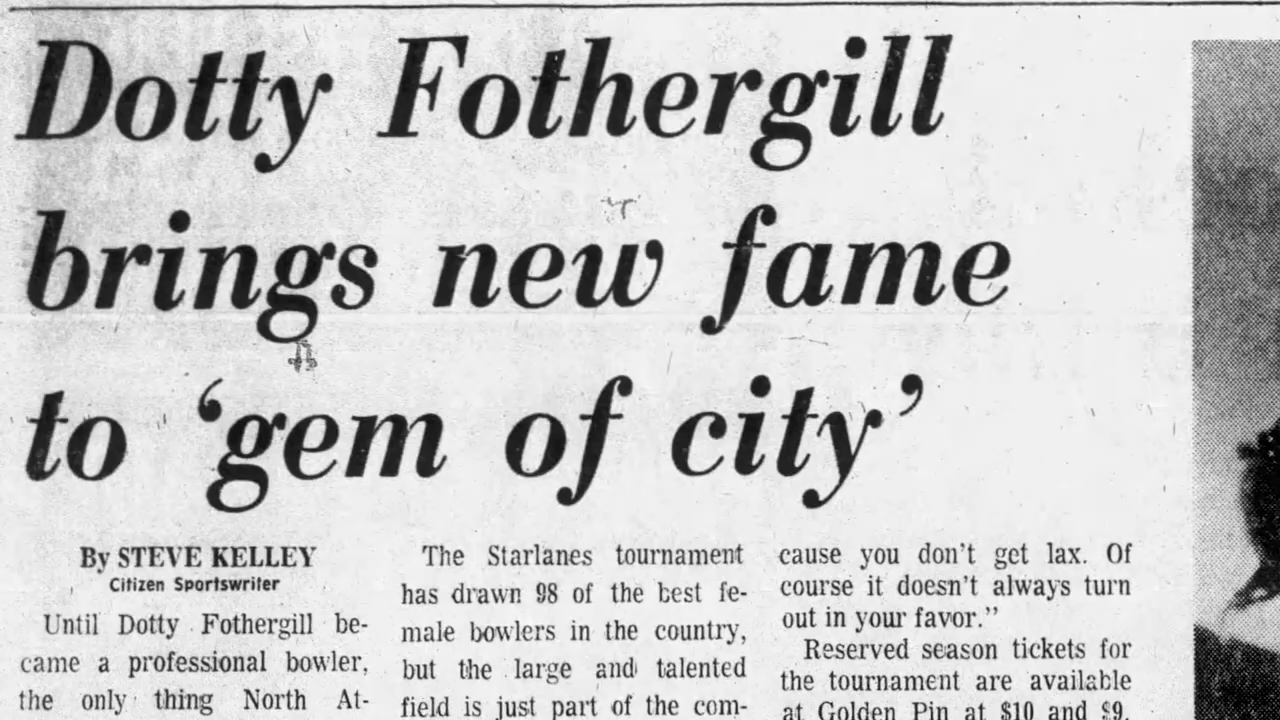 Dotty Fothergill
brings new fame
to ‘gem of city’
By STEVE KELLEY
Citizen Sportswriter
Until Dotty Fothergill be-
came a professional bowler,
the only thing North At-
The Starlanes tournament
has drawn 98 of the best fe-
male bowlers in the country,
but the large and talented
field is just part of the com-
cause you don’t get lax. Of
course it doesn’t always turn
out in your favor.”
Reserved season tickets for
the tournament are available
at Golden Pin at $10 and $9.